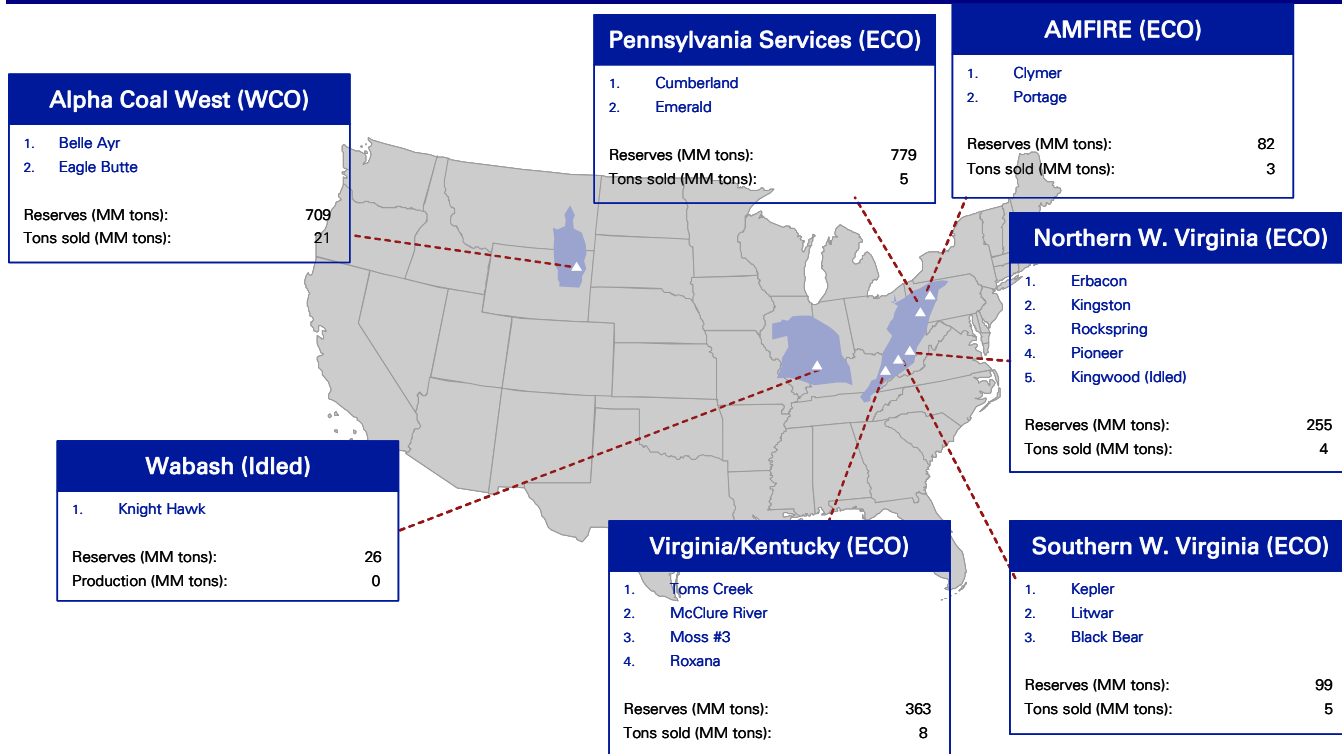 Pennsylvania Services (ECO)
1. Cumberland
2. Emerald
Reserves (MM tons): 779
Tons sold (MM tons): 5
AMFIRE (ECO)
1. Clymer
2. Portage
Reserves (MM tons): 82
Tons sold (MM tons): 3
Alpha Coal West (WCO)
1. Belle Ayr
2. Eagle Butte
Reserves (MM tons): 709
Tons sold (MM tons): 21
Northern W. Virginia (ECO)
1. Erbacon
2. Kingston
3. Rockspring
4. Pioneer
5. Kingwood (Idled)
Reserves (MM tons): 255
Tons sold (MM tons): 4
Wabash (Idled)
1. Knight Hawk
Reserves (MM tons): 26
Production (MM tons): 0
Virginia/Kentucky (ECO)
1. Toms Creek
2. McClure River
3. Moss #3
4. Roxana
Reserves (MM tons): 363
Tons sold (MM tons): 8
Southern W. Virginia (ECO)
1. Kepler
2. Litwar
3. Black Bear
Reserves (MM tons): 99
Tons sold (MM tons): 5